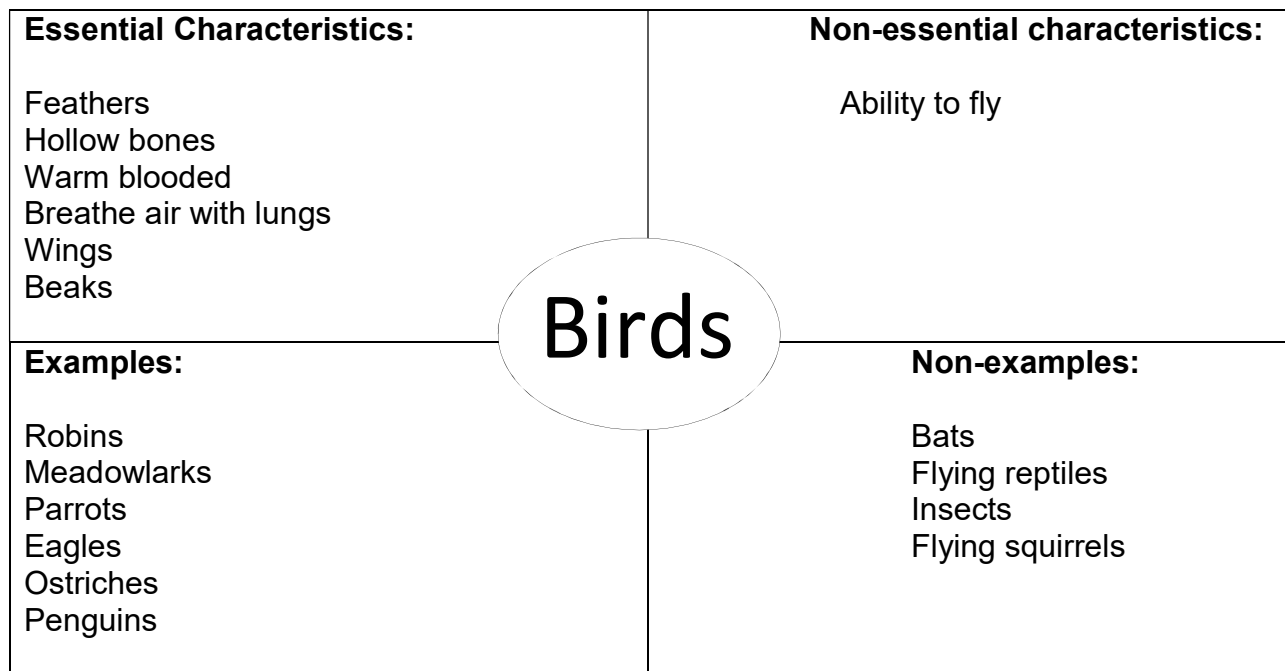 Essential Characteristics:
Feathers
Hollow bones
Warm blooded
Breathe air with lungs
Wings
Beaks
Non-essential characteristics:
Ability to fly
Birds
Examples:
Robins
Meadowlarks
Parrots
Eagles
Ostriches
Penguins
Non-examples:
Bats
Flying reptiles
Insects
Flying squirrels